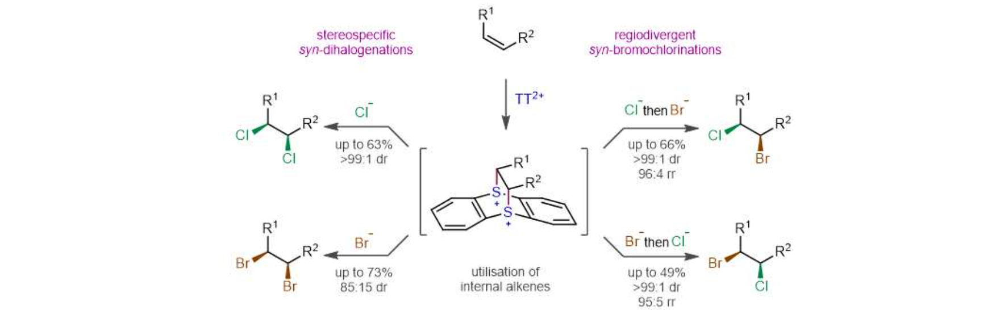 R¹
R²
stereospecific
syn-dihalogenations
regiodivergent
syn-bromochlorinations
TT²⁺
R¹
R²
Cl
Cl
Cl⁻
up to 63%
>99:1 dr
Cl⁻ then Br⁻
up to 66%
>99:1 dr
96:4 rr
R¹
R²
Cl
Br
R¹
R²
S
+
S
+
R¹
R²
Br
Br
Br⁻
up to 73%
85:15 dr
utilisation of
internal alkenes
Br⁻ then Cl⁻
up to 49%
>99:1 dr
95:5 rr
R¹
R²
Br
Cl